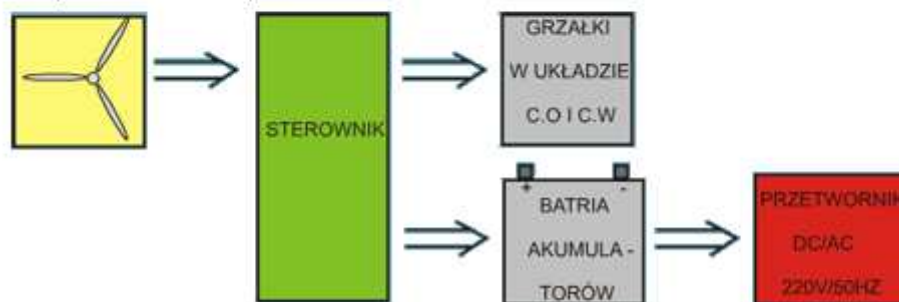 STEROWNIK
GRZAŁKI
W UKŁADZIE
C.O I C.W
+ -
BATRIA
AKUMULA -
TORÓW
PRZETWORNIK
DC/AC
220V/50HZ